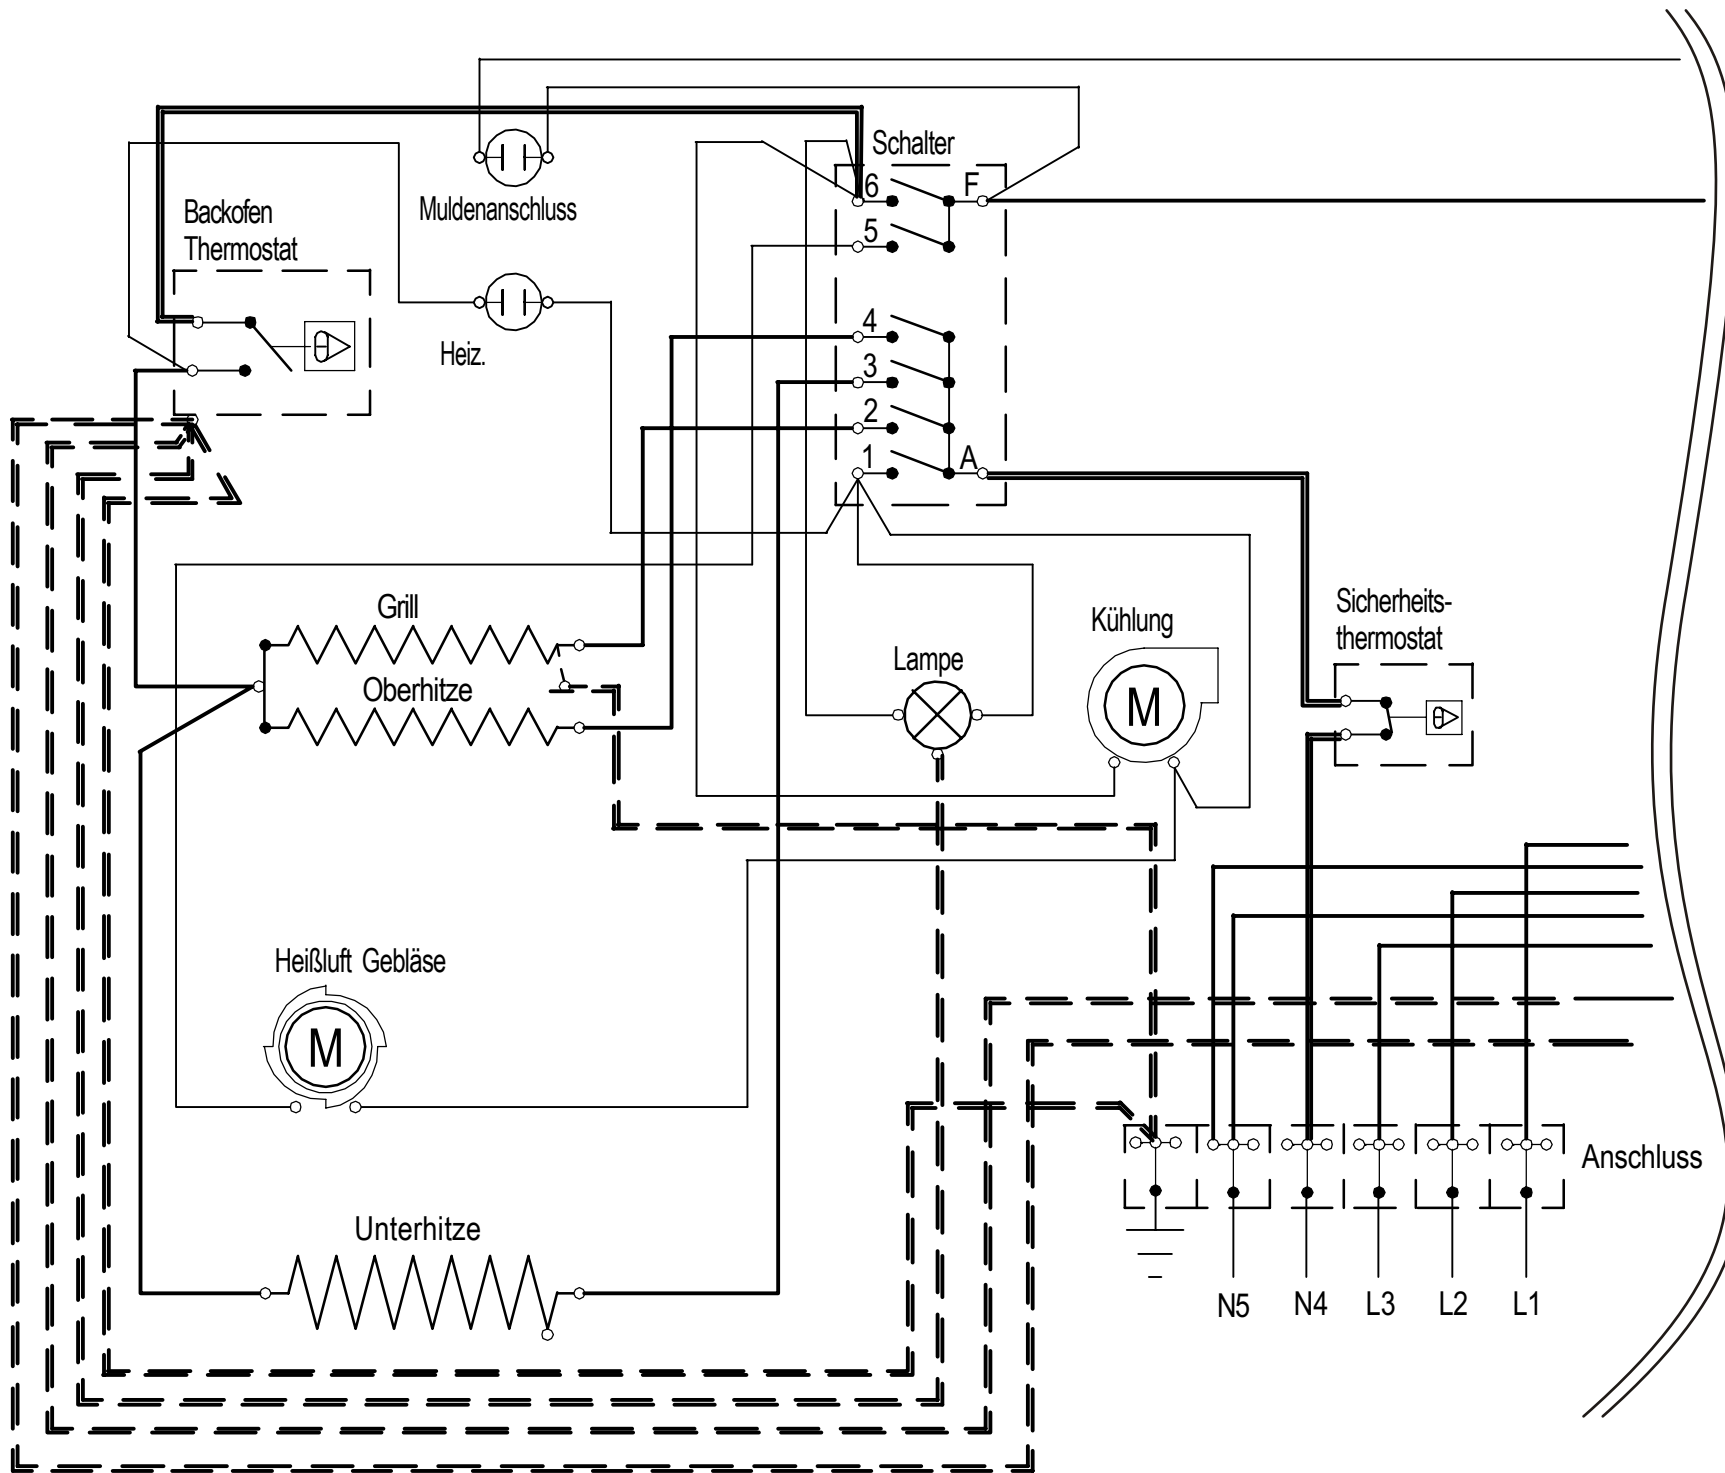 Schalter
6
F
Muldenanschluss
Backofen
Thermostat
5
4
Heiz.
3
2
1
A
Grill
Sicherheits-
thermostat
Kühlung
Lampe
Oberhitze
M
Heißluft Gebläse
M
Anschluss
Unterhitze
N5 N4 L3 L2 L1